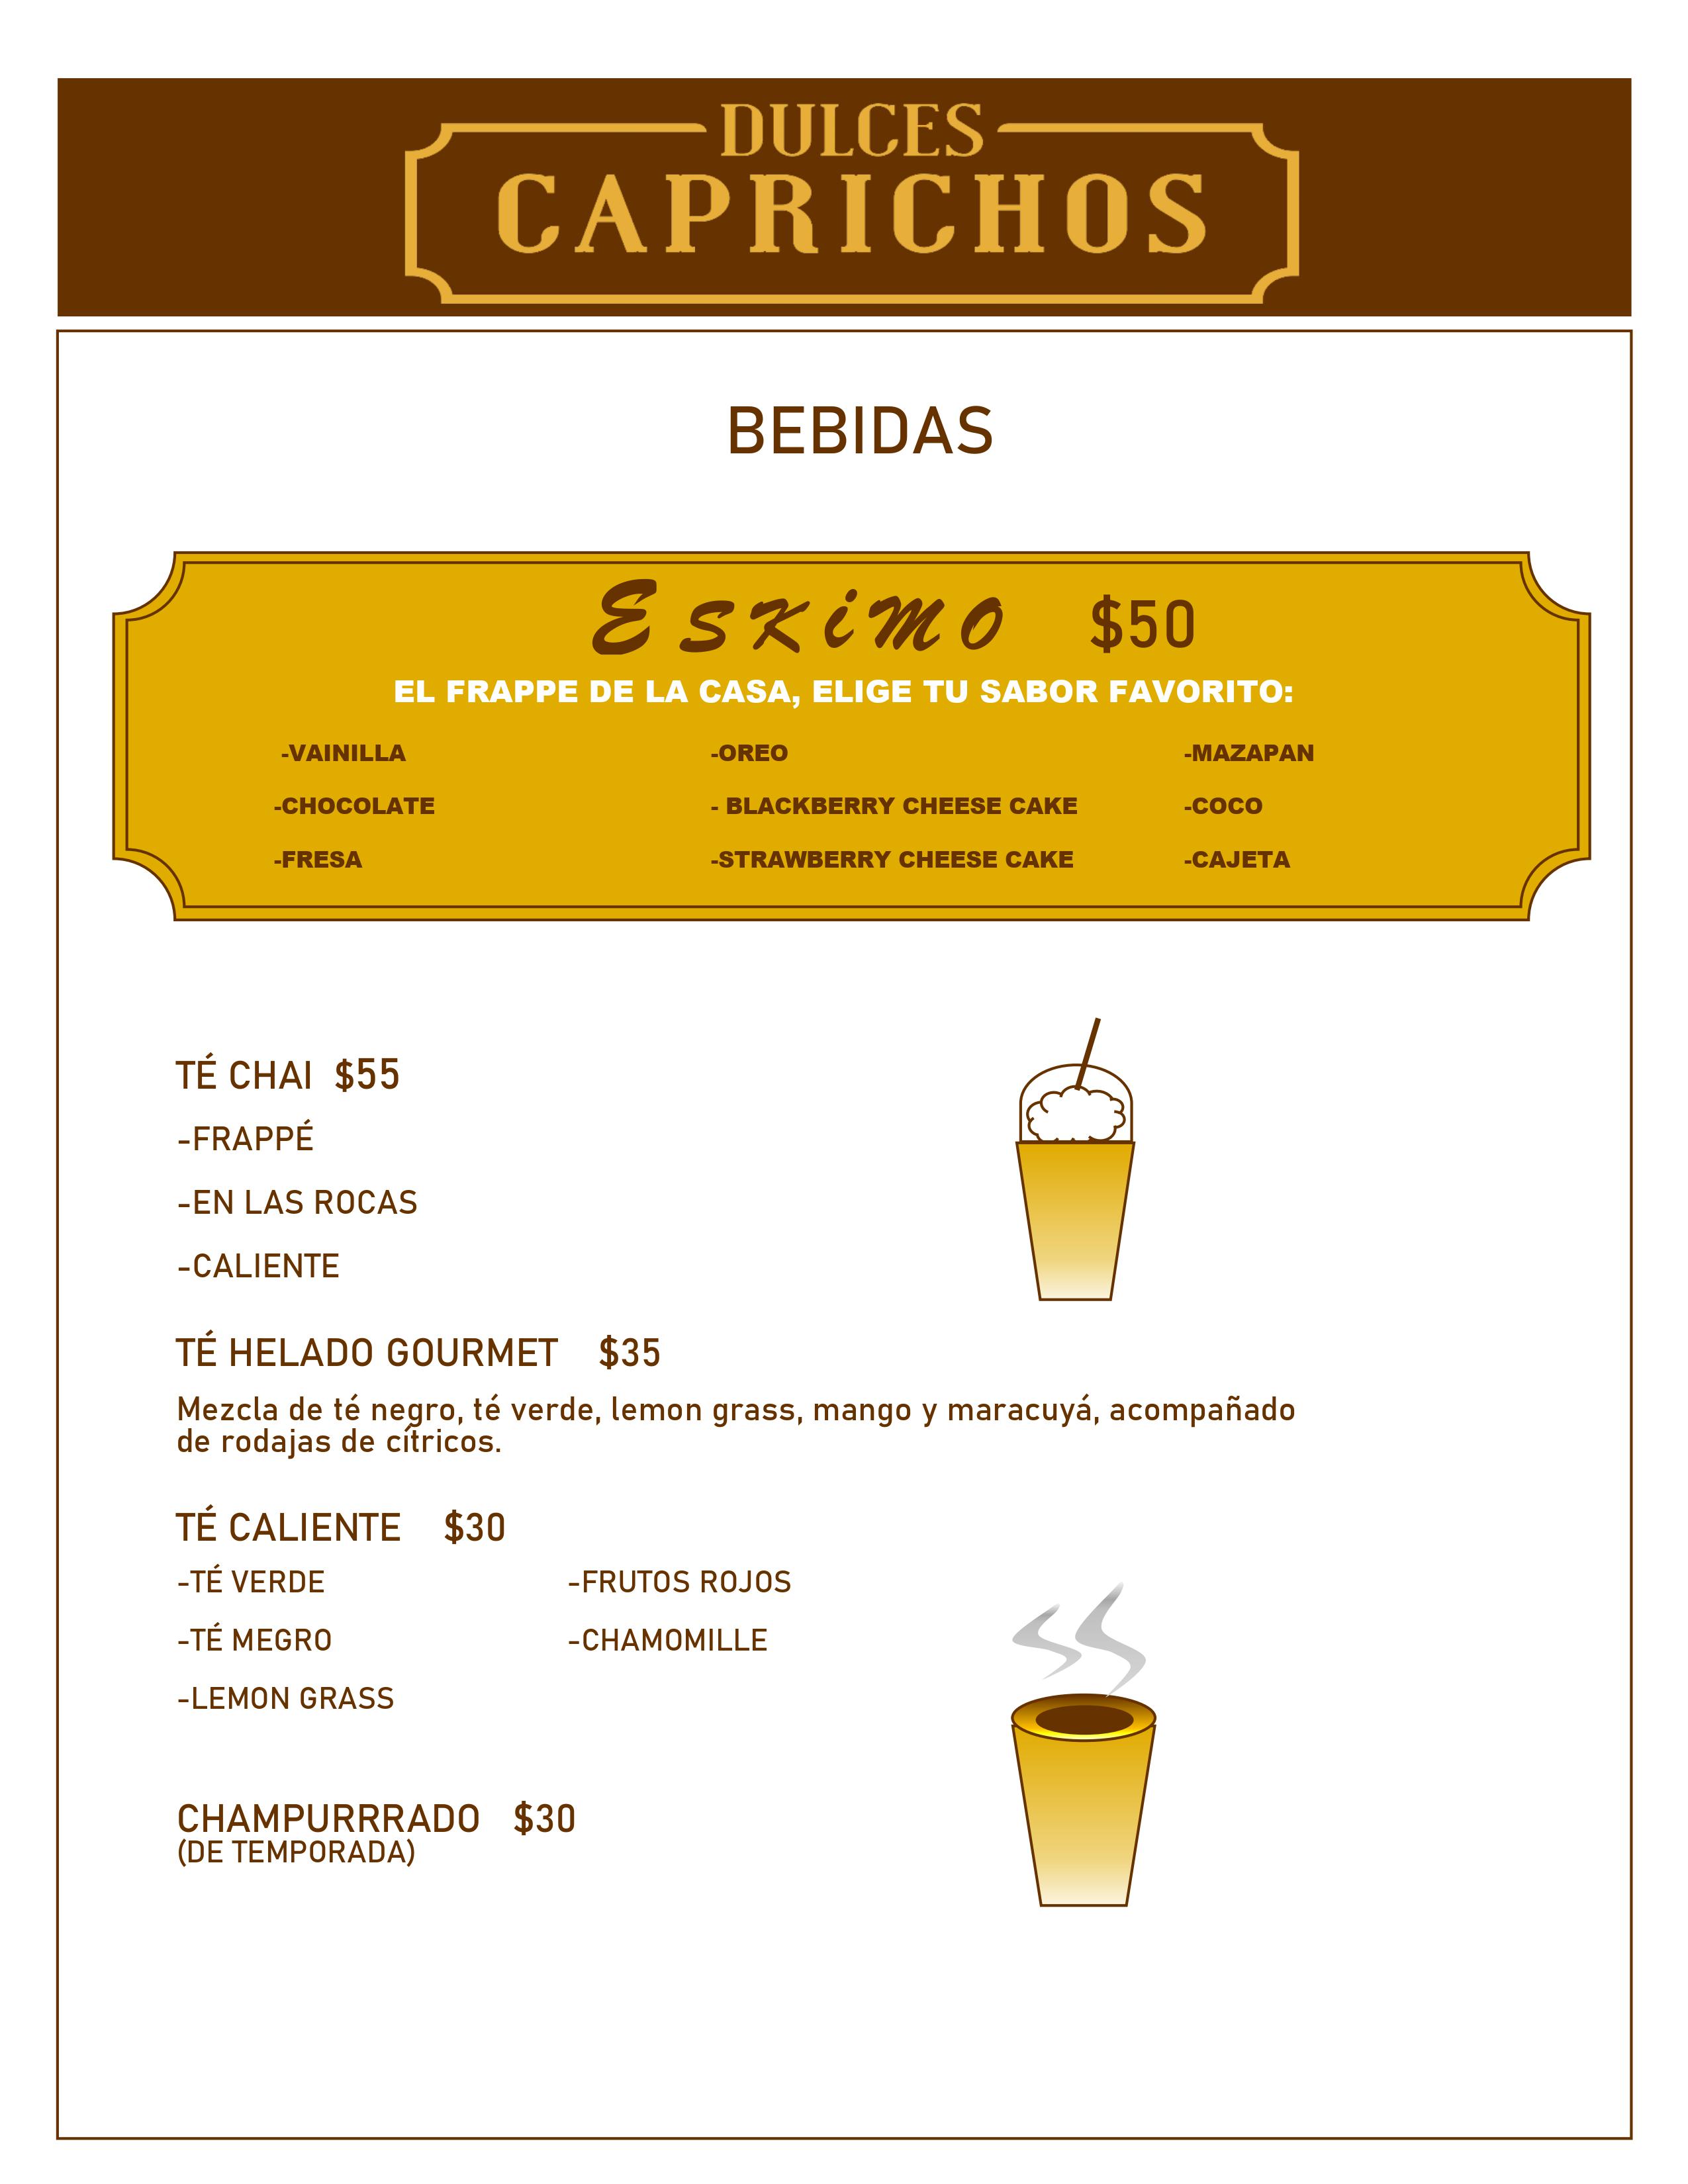 DULCES
CAPRICHOS
BEBIDAS
ESKiMO $50
EL FRAPPE DE LA CASA, ELIGE TU SABOR FAVORITO:
-VAINILLA
-CHOCOLATE
-FRESA
-OREO
- BLACKBERRY CHEESE CAKE
-STRAWBERRY CHEESE CAKE
-MAZAPAN
-COCO
-CAJETA
TÉ CHAI $55
-FRAPPÉ
-EN LAS ROCAS
-CALIENTE
TÉ HELADO GOURMET $35
Mezcla de té negro, té verde, lemon grass, mango y maracuyá, acompañado
de rodajas de cítricos.
TÉ CALIENTE $30
-TÉ VERDE
-TÉ MEGRO
-LEMON GRASS
-FRUTOS ROJOS
-CHAMOMILLE
CHAMPURRRADO $30
(DE TEMPORADA)